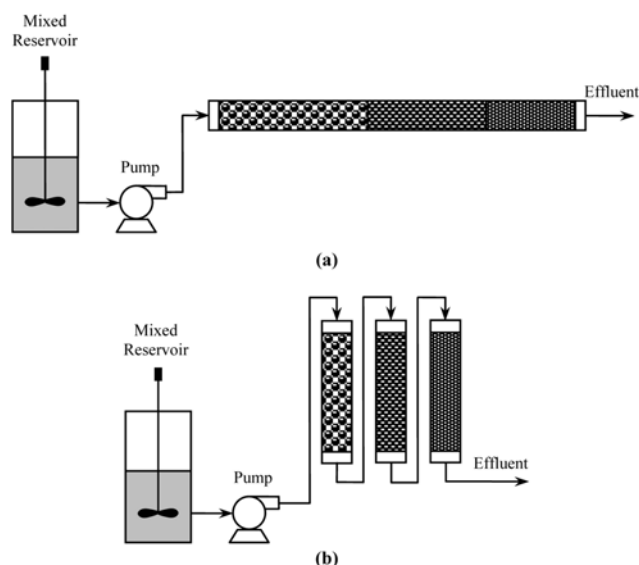 Mixed
Reservoir
Effluent
Pump
(a)
Mixed
Reservoir
Pump
Effluent
(b)